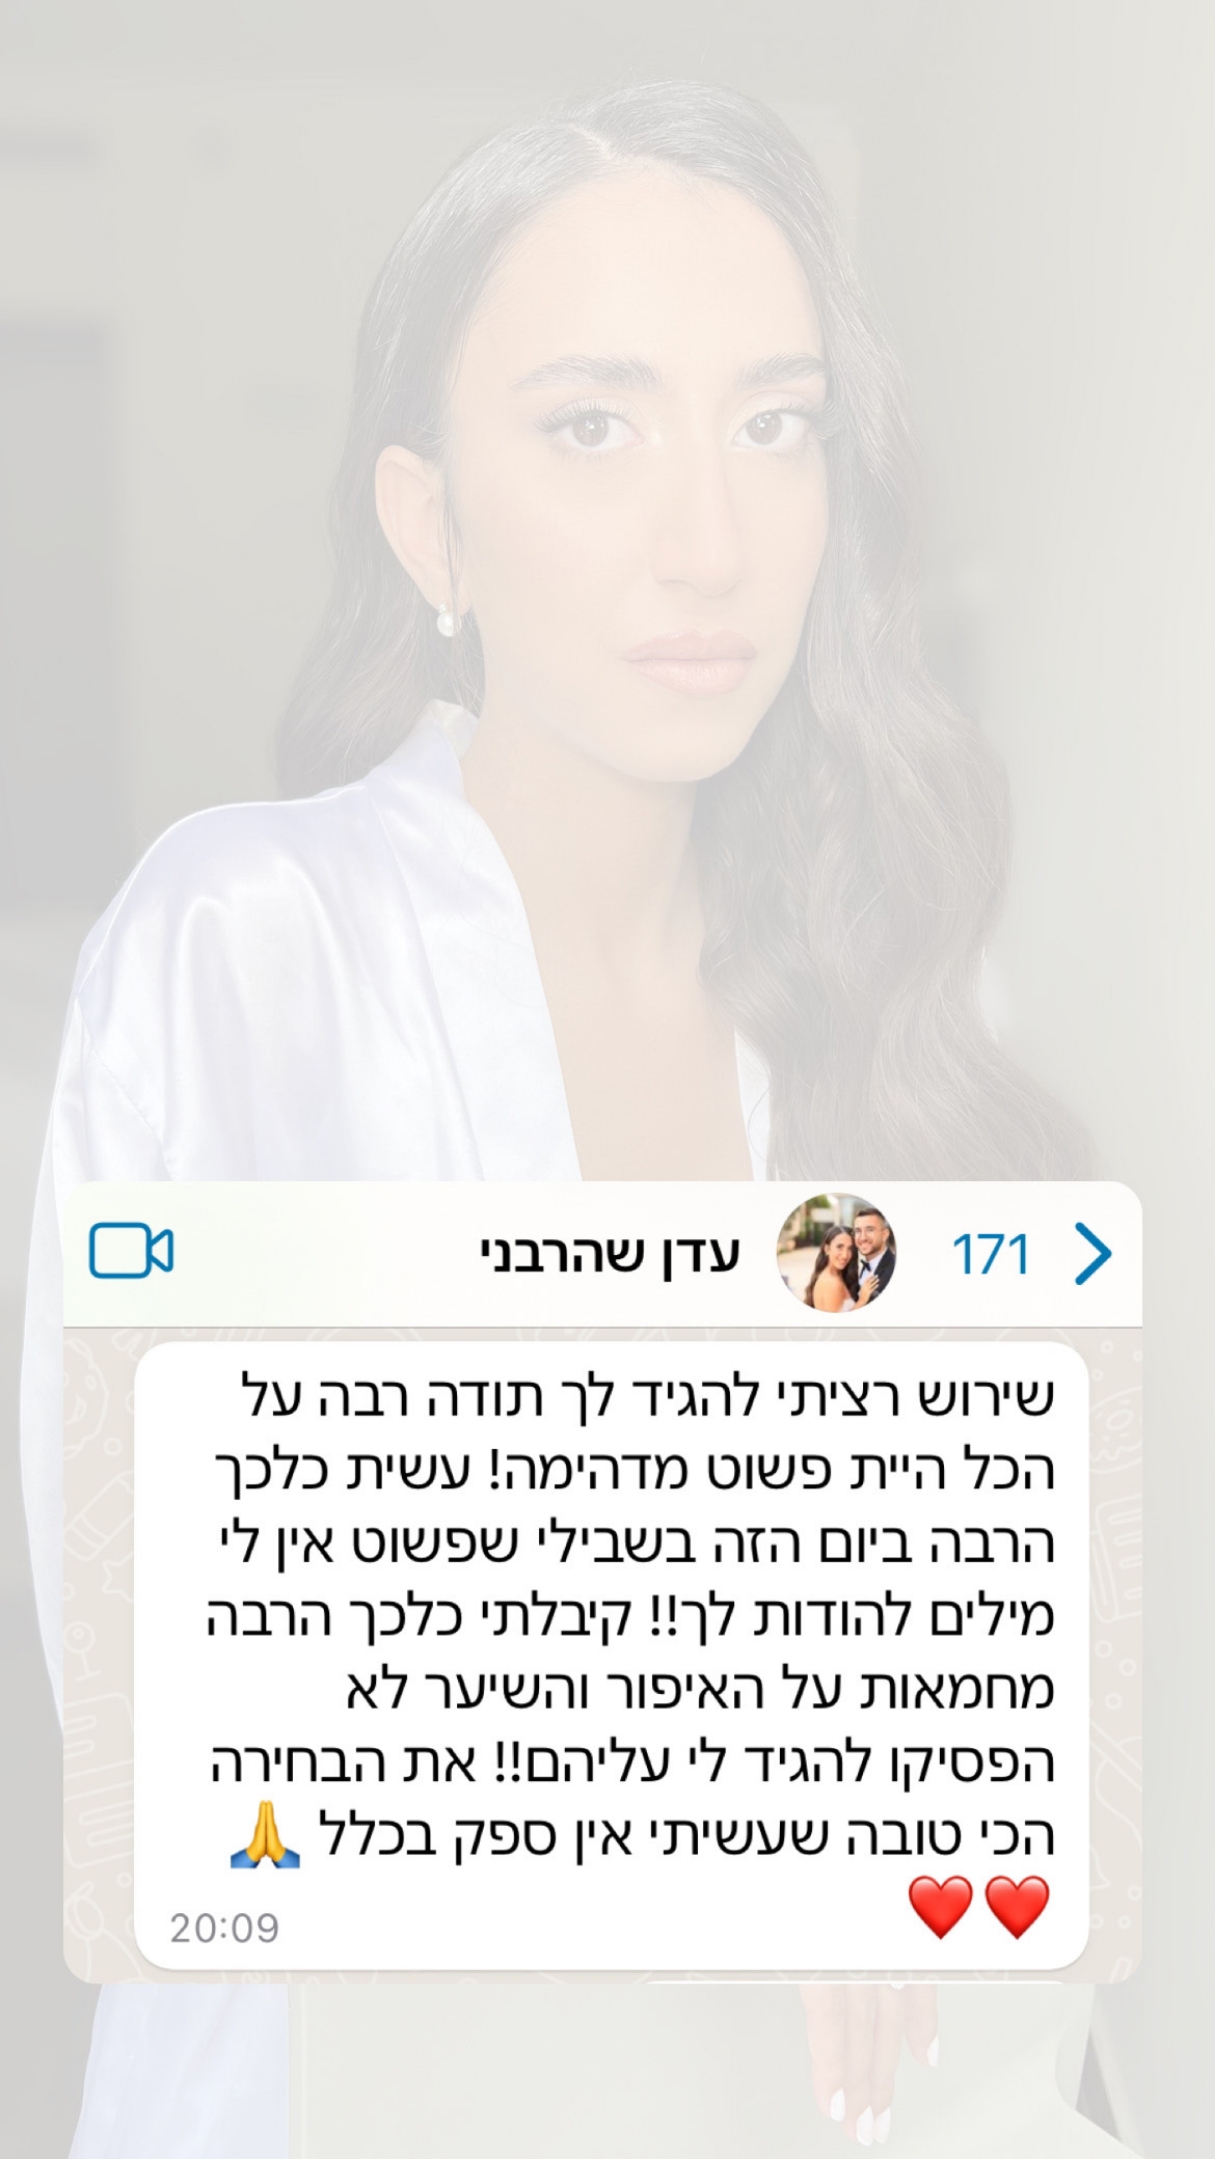 171 עדן שהרבני
שירוש רציתי להגיד לך תודה רבה על
הכל היית פשוט מדהימה! עשית כלכך
הרבה ביום הזה בשבילי שפשוט אין לי
מילים להודות לך!! קיבלתי כלכך הרבה
מחמאות על האיפור והשיער לא
הפסיקו להגיד לי עליהם!! את הבחירה
הכי טובה שעשיתי אין ספק בכלל 🙏
❤️❤️
20:09